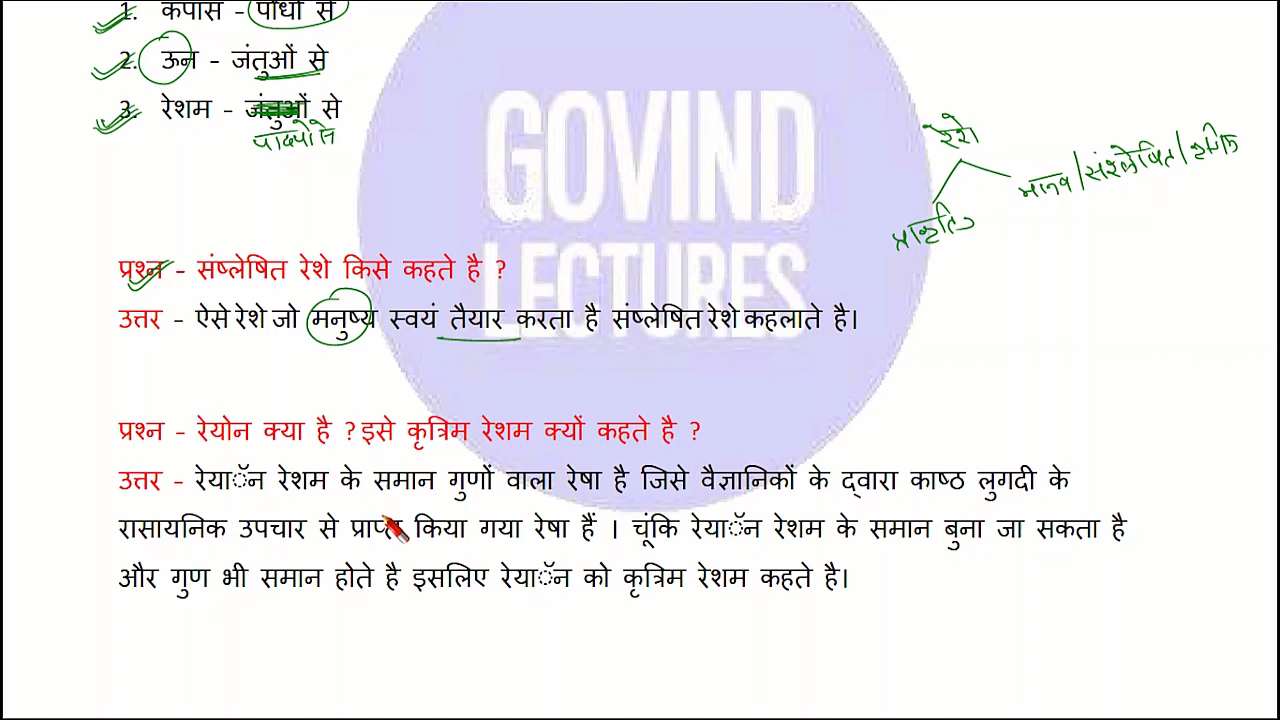 1. कपास - पौधों से
2. ऊन - जंतुओं से
3. रेशम - जंतुओं से
रेशे
मानव/संश्लेषित/
GOVIND
LECTURES
प्रश्न - संष्लेषित रेशे किसे कहते है ?
उत्तर - ऐसे रेशे जो मनुष्य स्वयं तैयार करता है संष्लेषित रेशे कहलाते है।
प्रश्न - रेयोन क्या है ? इसे कृत्रिम रेशम क्यों कहते है ?
उत्तर - रेयाॅन रेशम के समान गुणों वाला रेषा है जिसे वैज्ञानिकों के द्वारा काष्ठ लुगदी के
रासायनिक उपचार से प्राप्त किया गया रेषा हैं । चूंकि रेयाॅन रेशम के समान बुना जा सकता है
और गुण भी समान होते है इसलिए रेयाॅन को कृत्रिम रेशम कहते है।